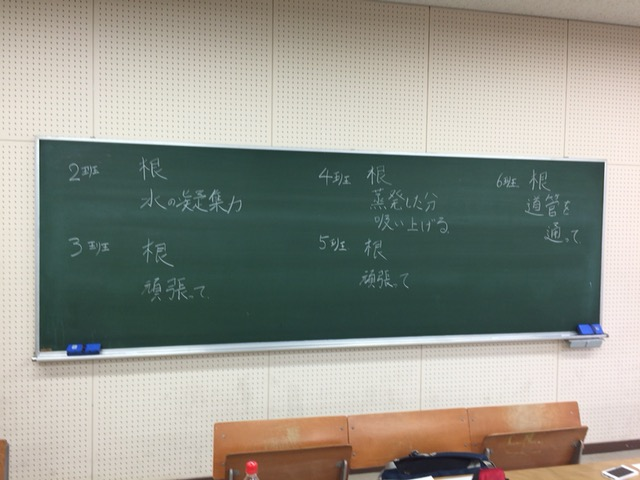 2班 根
水の凝集力
3班 根
頑張って
4班 根
蒸発した分
吸い上げる
5班 根
頑張って
6班 根
道管を
通って